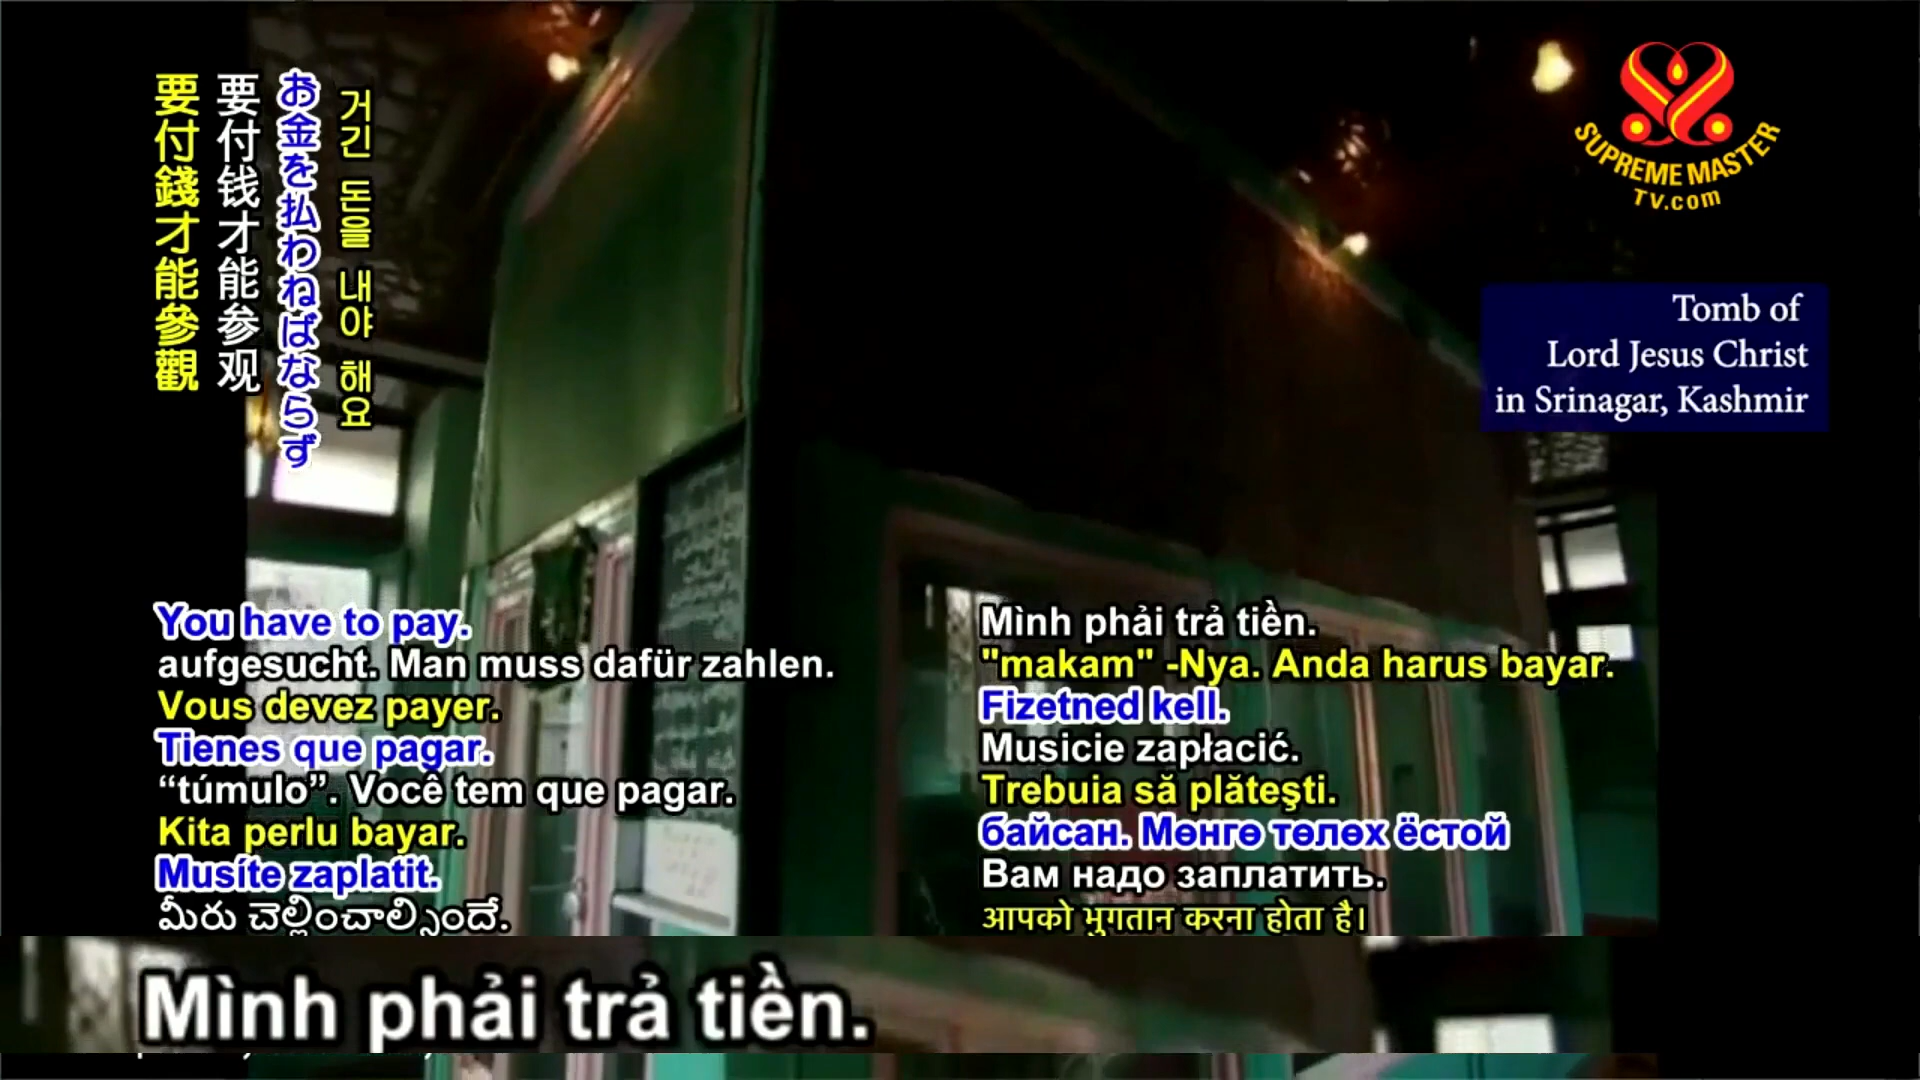 要付錢才能參觀
要付钱才能参观
お金を払わねばならず
거긴 돈을 내야 해요
SUPREME MASTER
TV.com
Tomb of
Lord Jesus Christ
in Srinagar, Kashmir
You have to pay.
aufgesucht. Man muss dafür zahlen.
Vous devez payer.
Tienes que pagar.
“túmulo”. Você tem que pagar.
Kita perlu bayar.
Musíte zaplatit.
మీరు చెల్లించాల్సిందే.
Mình phải trả tiền.
"makam" -Nya. Anda harus bayar.
Fizetned kell.
Musicie zapłacić.
Trebuia să plăteşti.
байсан. Мөнгө төлөх ёстой
Вам надо заплатить.
आपको भुगतान करना होता है।
Mình phải trả tiền.